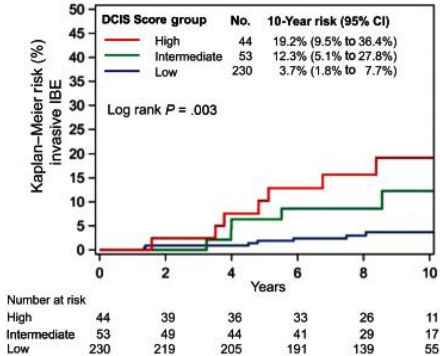 DCIS Score group No. 10-Year risk (95% CI)
High 44 19.2% (9.5% to 36.4%)
Intermediate 53 12.3% (5.1% to 27.8%)
Low 230 3.7% (1.8% to 7.7%)
Log rank P = .003
Kaplan–Meier risk (%)
invasive IBE
50
45
40
35
30
25
20
15
10
5
0
0 2 4 6 8 10
Years
Number at risk
High 44 39 36 33 26 11
Intermediate 53 49 44 41 29 17
Low 230 219 205 191 139 55